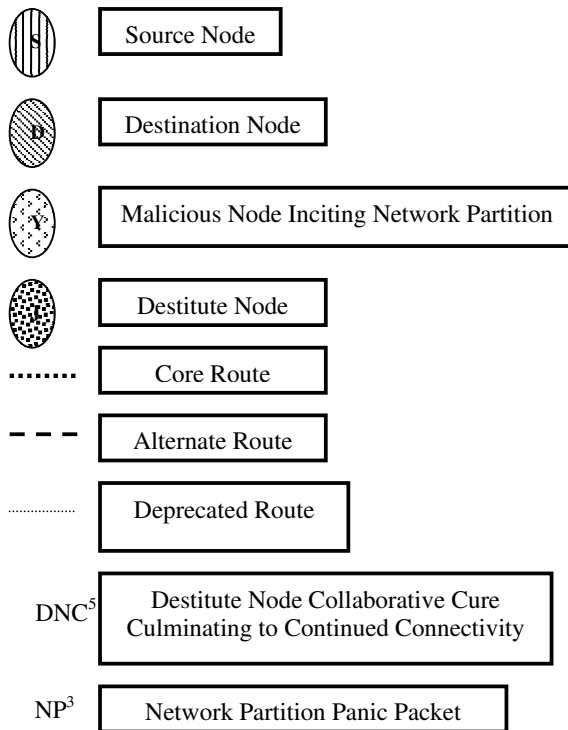 S Source Node
D Destination Node
Y Malicious Node Inciting Network Partition
J Destitute Node
Core Route
Alternate Route
Deprecated Route
DNC⁵ Destitute Node Collaborative Cure
Culminating to Continued Connectivity
NP³ Network Partition Panic Packet